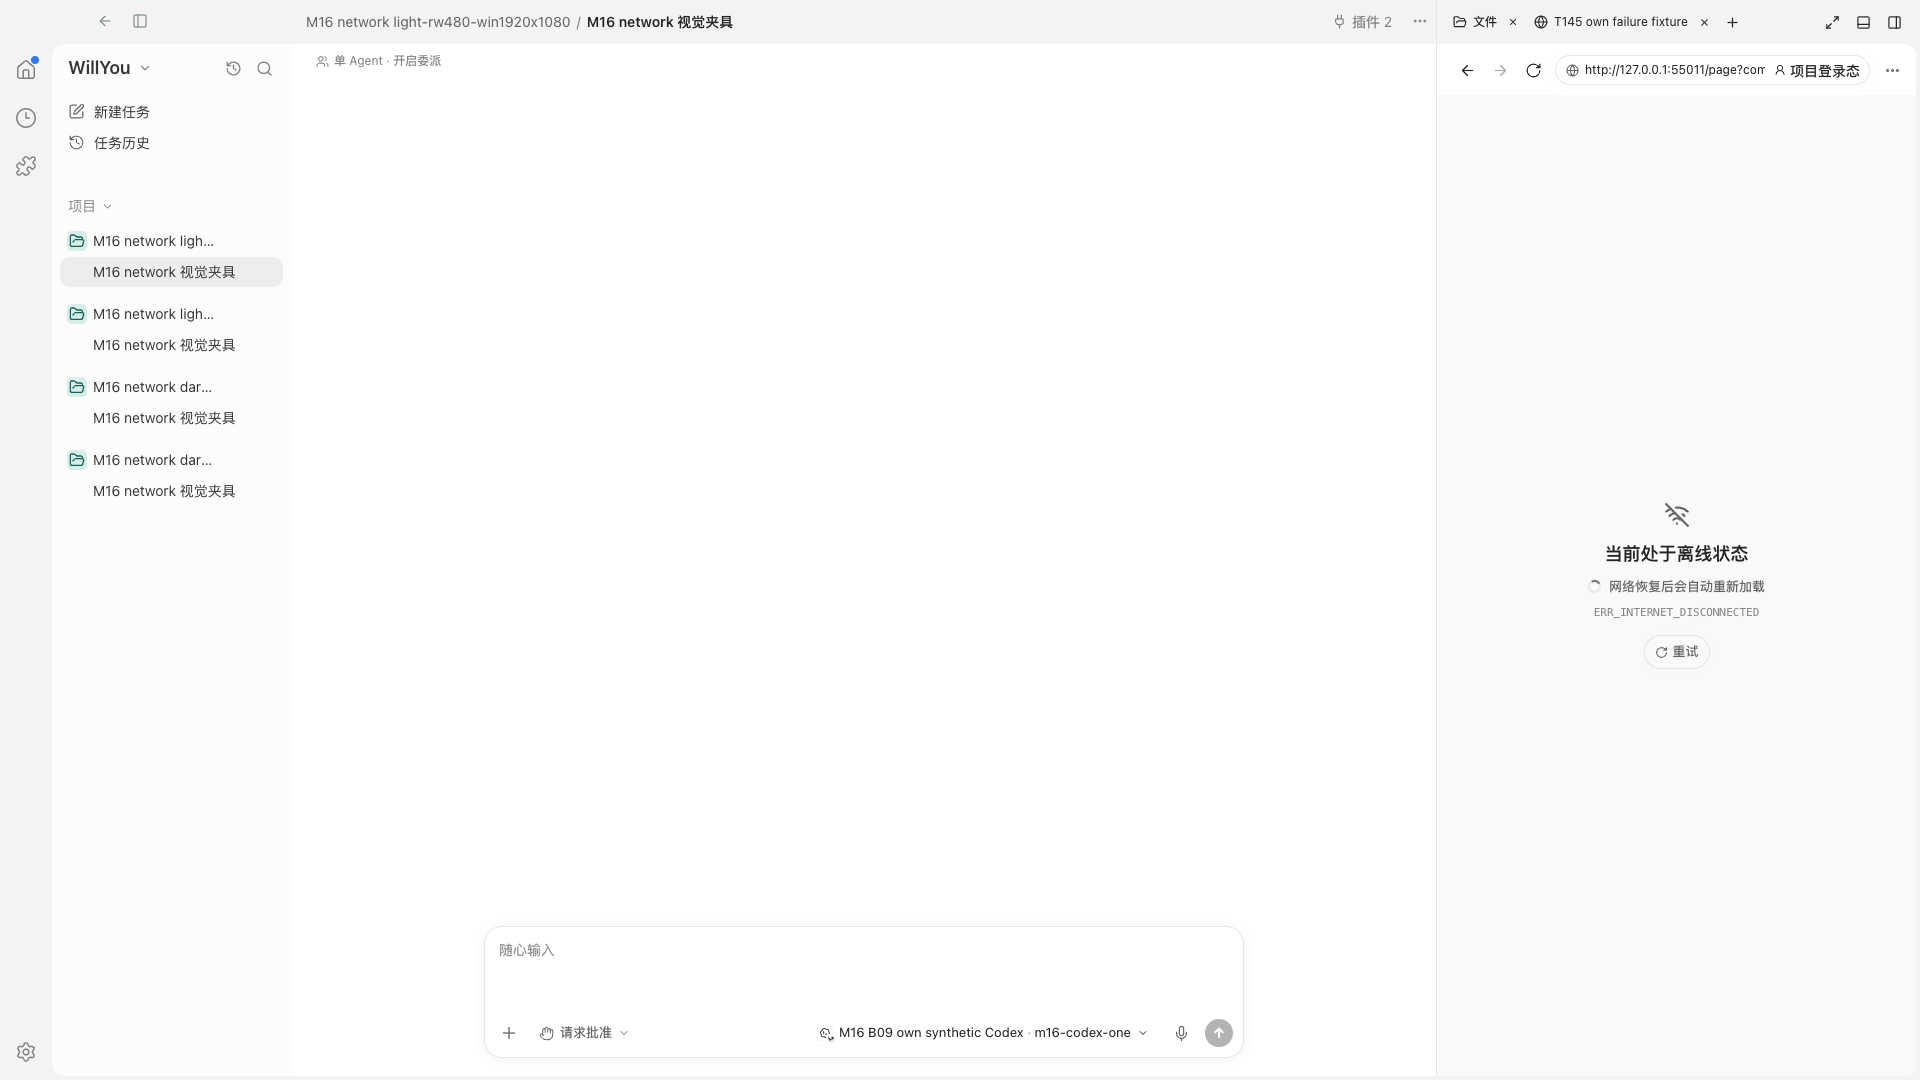 M16 network light-rw480-win1920x1080 / M16 network 视觉夹具
插件 2
文件
T145 own failure fixture
WillYou
单 Agent · 开启委派
http://127.0.0.1:55011/page?com
项目登录态
新建任务
任务历史
项目
M16 network ligh...
M16 network 视觉夹具
M16 network ligh...
M16 network 视觉夹具
M16 network dar...
M16 network 视觉夹具
M16 network dar...
M16 network 视觉夹具
当前处于离线状态
网络恢复后会自动重新加载
ERR_INTERNET_DISCONNECTED
重试
随心输入
请求批准
M16 B09 own synthetic Codex · m16-codex-one